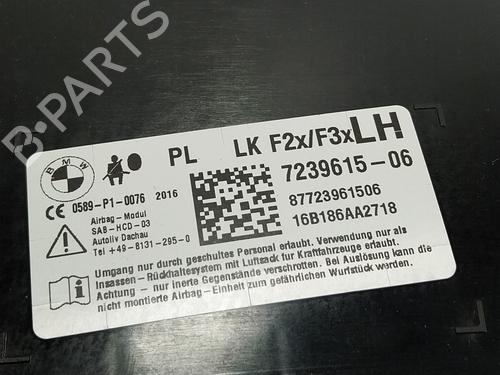 BMW
PL LK F2x/F3x LH
7239615-06
CE 0589-P1-0076 2016
87723961506
16B186AA2718
Airbag-Modul
SAB-HCD-03
Autoliv Dachau
Tel +49-8131-295-0
Umgang nur durch geschultes Personal erlaubt. Verwendung nur als
Insassen-Rückhaltesystem mit Luftsack für Kraftfahrzeuge erlaubt.
Achtung - nur inerte Gegenstände verschrotten. Bei Auslösung kann die
nicht montierte Airbag-Einheit zum gefährlichen Wurfstück werden.
B-PARTS